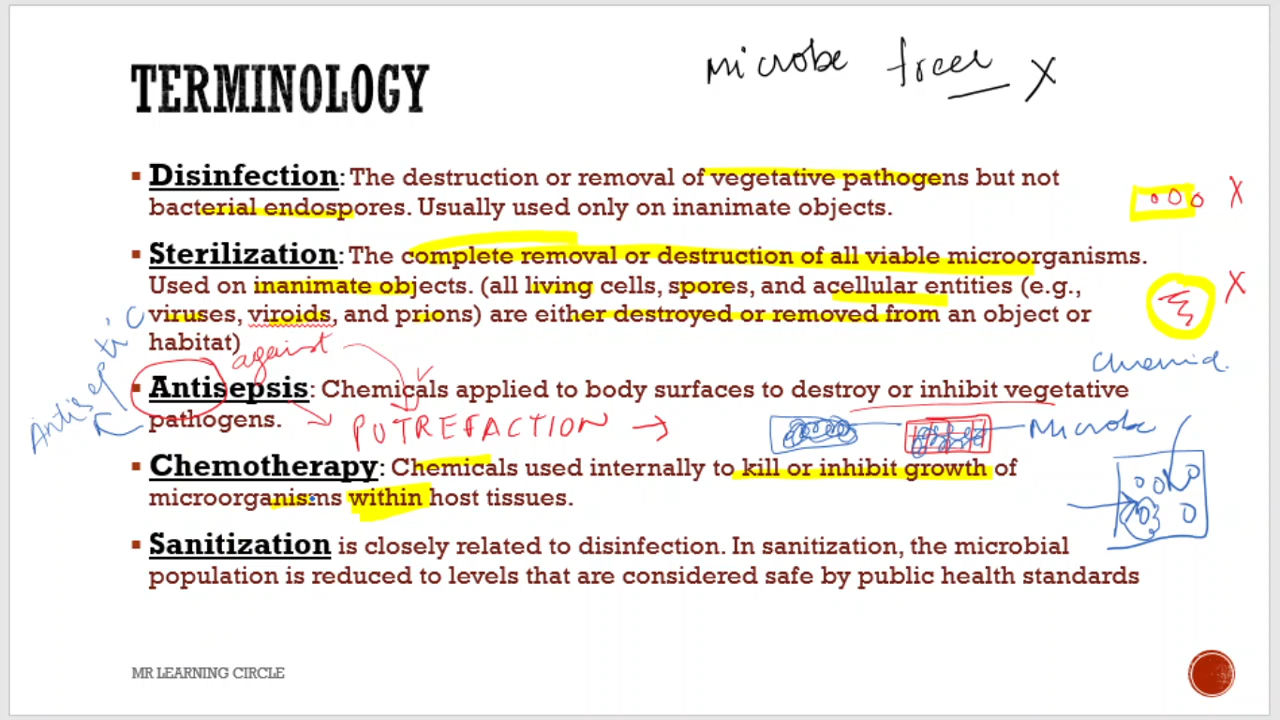 Microbe free X
TERMINOLOGY
▪ Disinfection: The destruction or removal of vegetative pathogens but not
bacterial endospores. Usually used only on inanimate objects.
X
▪ Sterilization: The complete removal or destruction of all viable microorganisms.
Used on inanimate objects. (all living cells, spores, and acellular entities (e.g.,
X
viruses, viroids, and prions) are either destroyed or removed from an object or
habitat)
against
Antiseptic
▪ Antisepsis: Chemicals applied to body surfaces to destroy or inhibit vegetative
pathogens.
PUTREFACTION →
Microbe
▪ Chemotherapy: Chemicals used internally to kill or inhibit growth of
microorganisms within host tissues.
▪ Sanitization is closely related to disinfection. In sanitization, the microbial
population is reduced to levels that are considered safe by public health standards
MR LEARNING CIRCLE